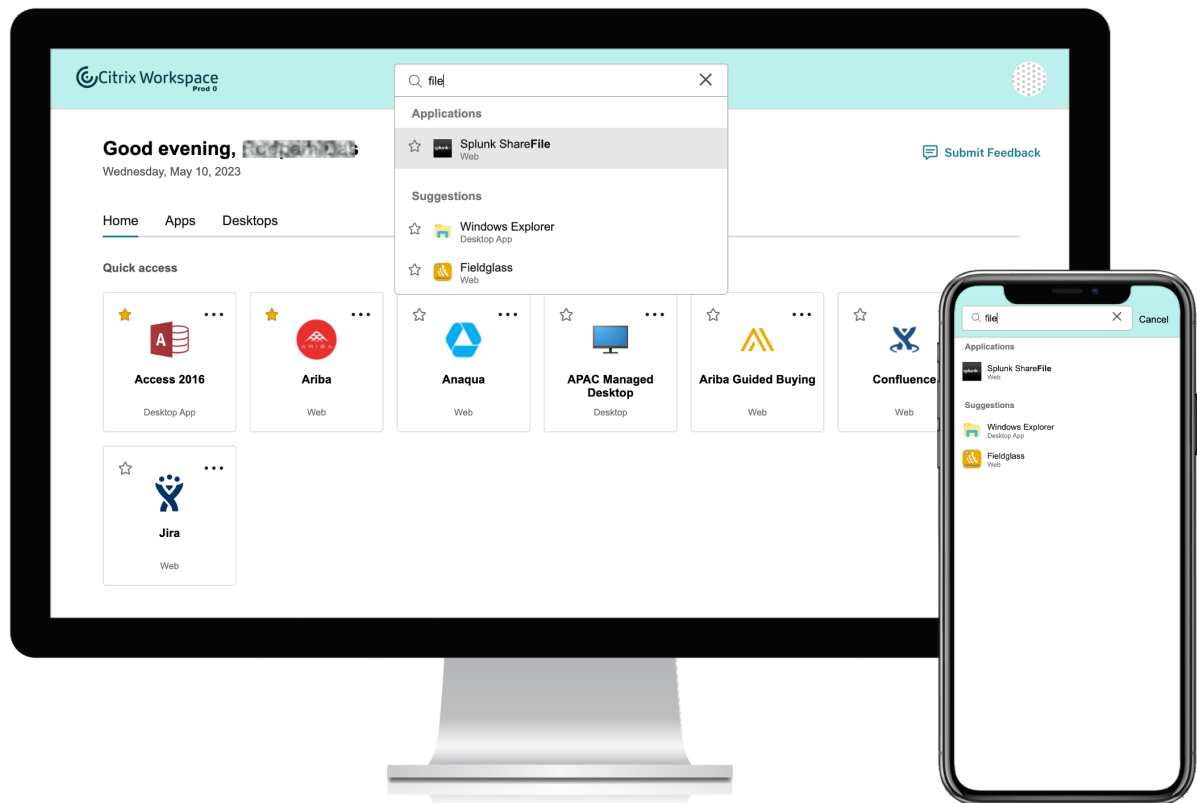 Citrix Workspace
Prod 0
file
Applications
splunk>
Splunk ShareFile
Web
Suggestions
Windows Explorer
Desktop App
Fieldglass
Web
Good evening,
Wednesday, May 10, 2023
Submit Feedback
Home Apps Desktops
Quick access
A
Access 2016
Desktop App
ARIBA
Ariba
Web
Anaqua
Web
APAC Managed
Desktop
Desktop
Ariba Guided Buying
Web
Confluence
Web
Jira
Web
file
Cancel
Applications
splunk>
Splunk ShareFile
Web
Suggestions
Windows Explorer
Desktop App
Fieldglass
Web